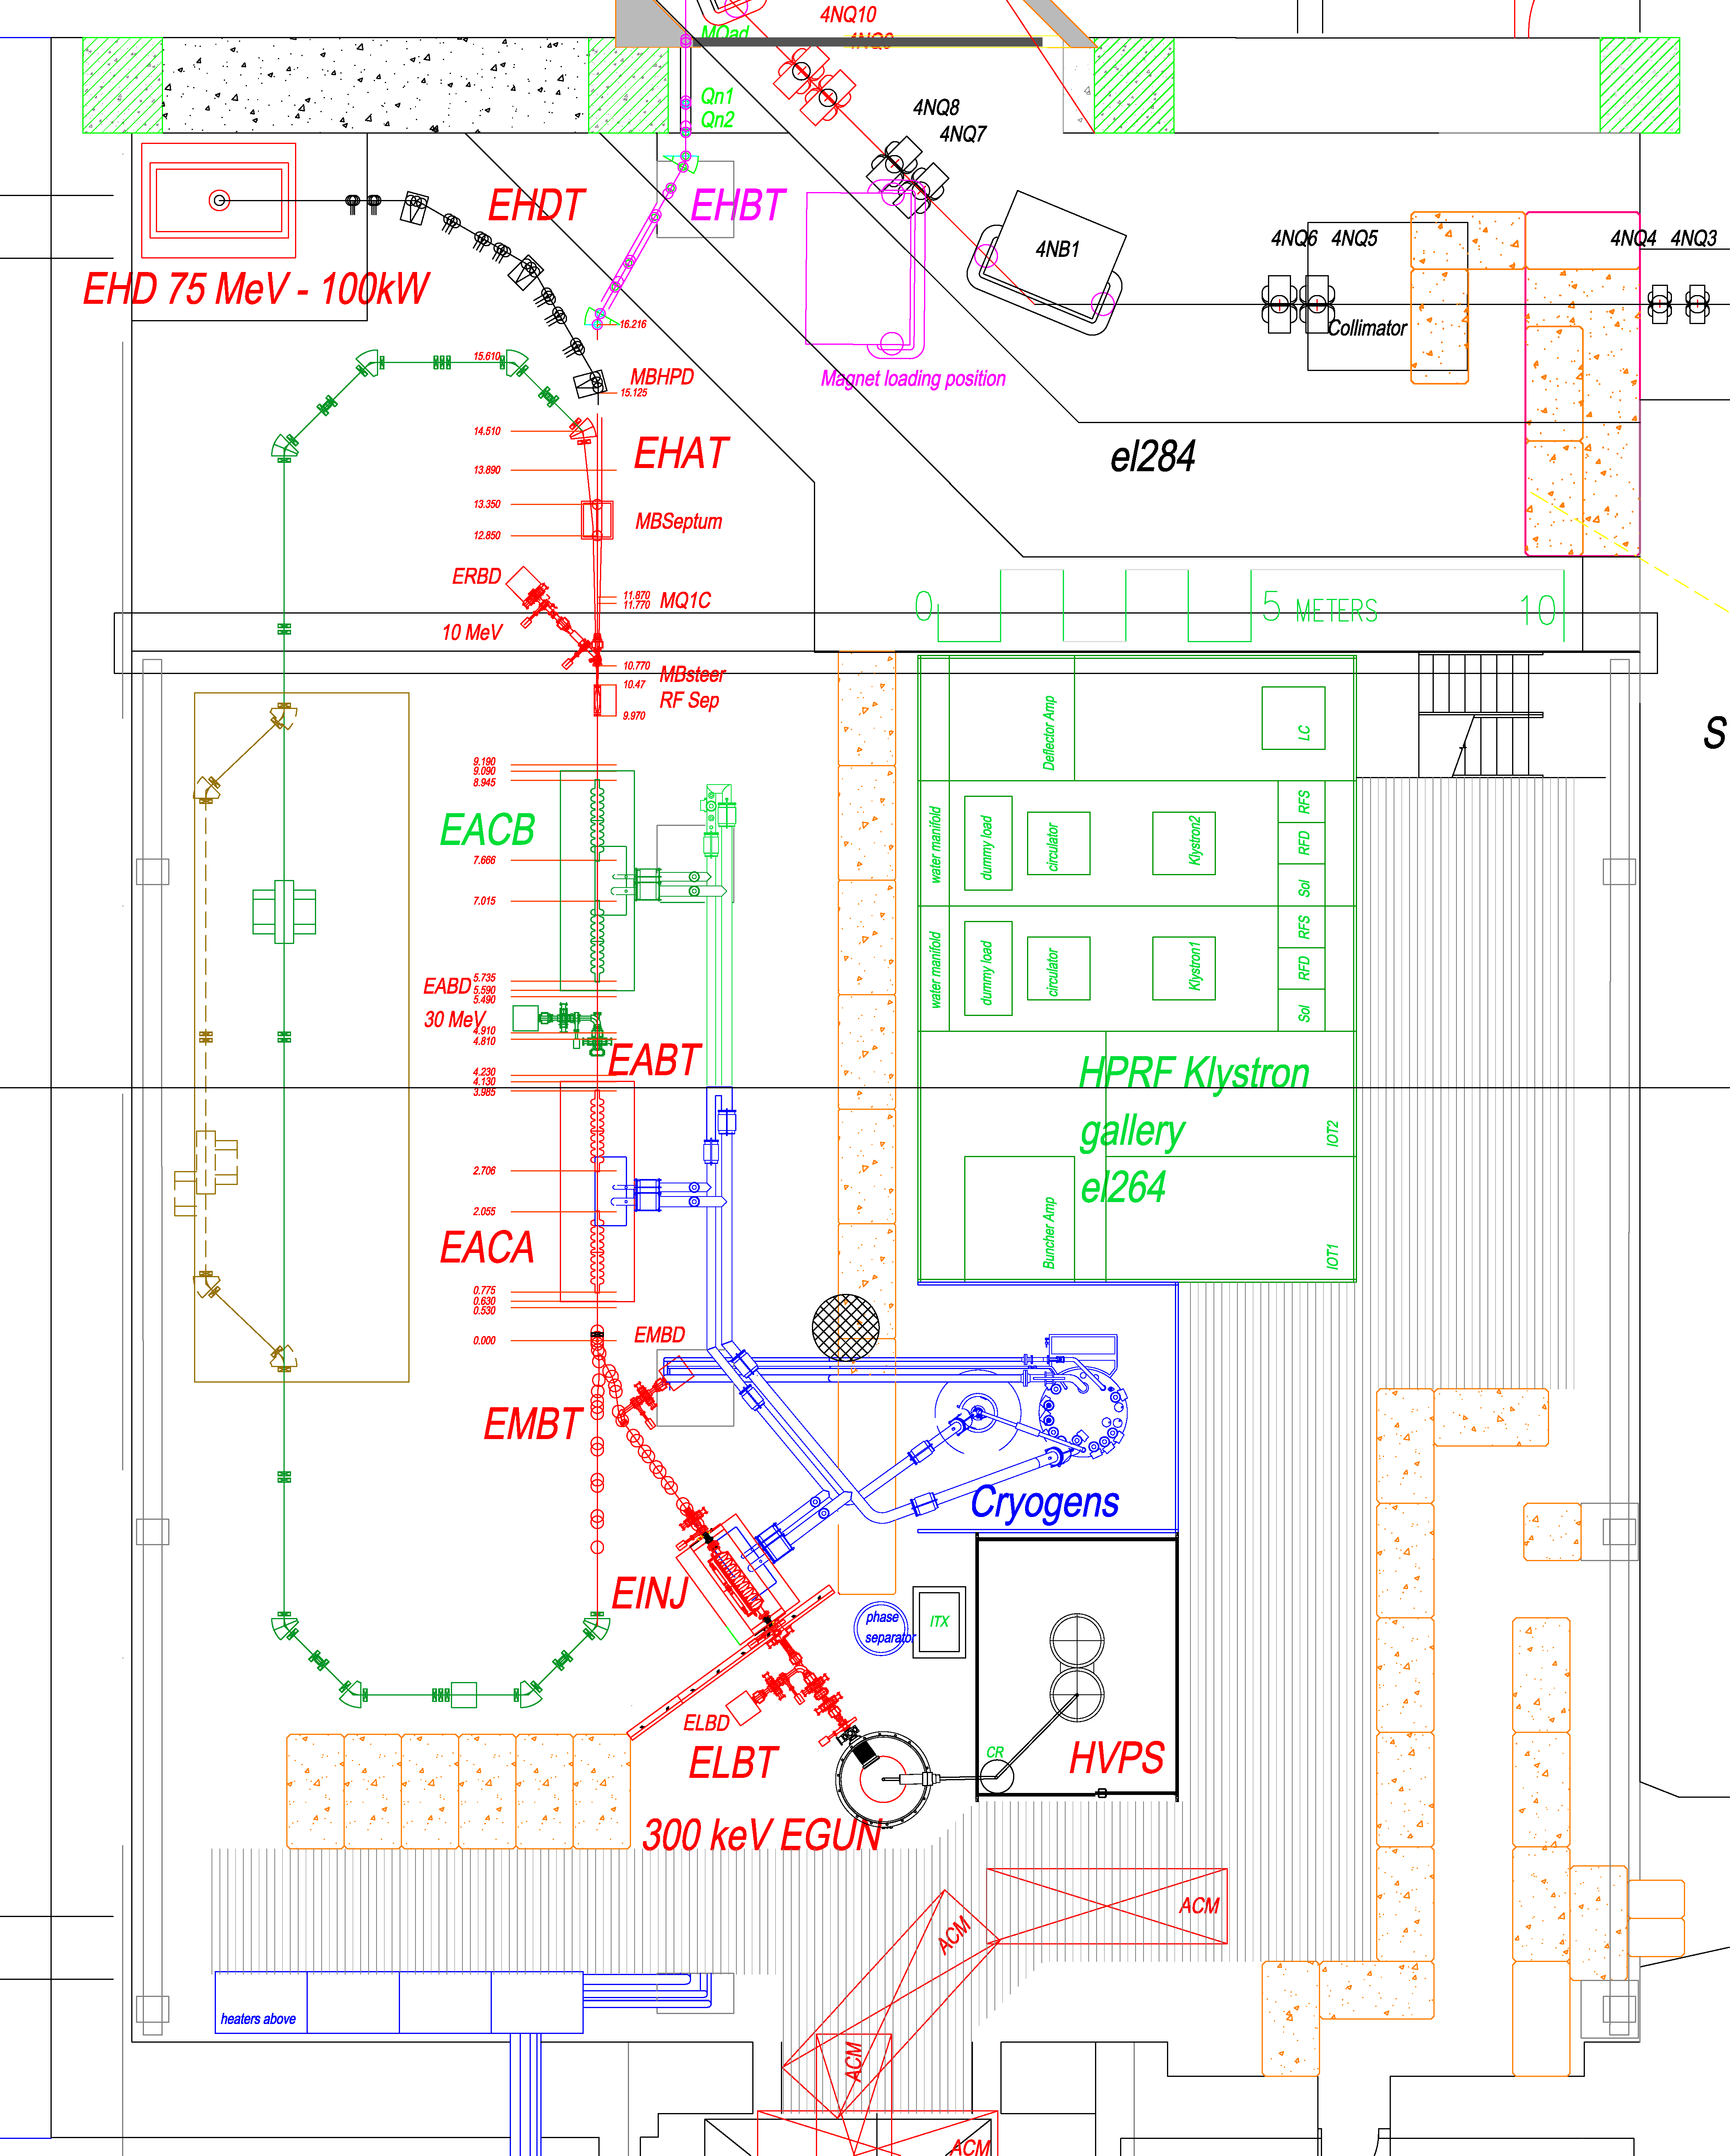 4NQ10
MQad
4NQ9
Qn1
Qn2
4NQ8
4NQ7
EHDT
EHBT
4NB1
4NQ6 4NQ5
4NQ4 4NQ3
EHD 75 MeV - 100kW
16.216
Collimator
15.610
MBHPD
15.125
Magnet loading position
14.510
EHAT
el284
13.890
13.350
MBSeptum
12.850
ERBD
11.870
11.770
MQ1C
0
5 METERS
10
10 MeV
10.770
MBsteer
10.47
RF Sep
9.970
Deflector Amp
LC
S
9.190
9.090
8.945
EACB
water manifold
dummy load
circulator
Klystron2
RFS
RFD
Sol
7.666
7.015
water manifold
dummy load
circulator
Klystron1
RFS
RFD
Sol
EABD
5.735
5.590
5.490
30 MeV
4.910
4.810
EABT
4.230
4.130
3.985
HPRF Klystron
gallery
el264
IOT2
2.706
2.055
EACA
Buncher Amp
IOT1
0.775
0.630
0.530
0.000
EMBD
EMBT
Cryogens
EINJ
phase
separator
ITX
ELBD
ELBT
CR
HVPS
300 keV EGUN
ACM
ACM
heaters above
ACM
ACM